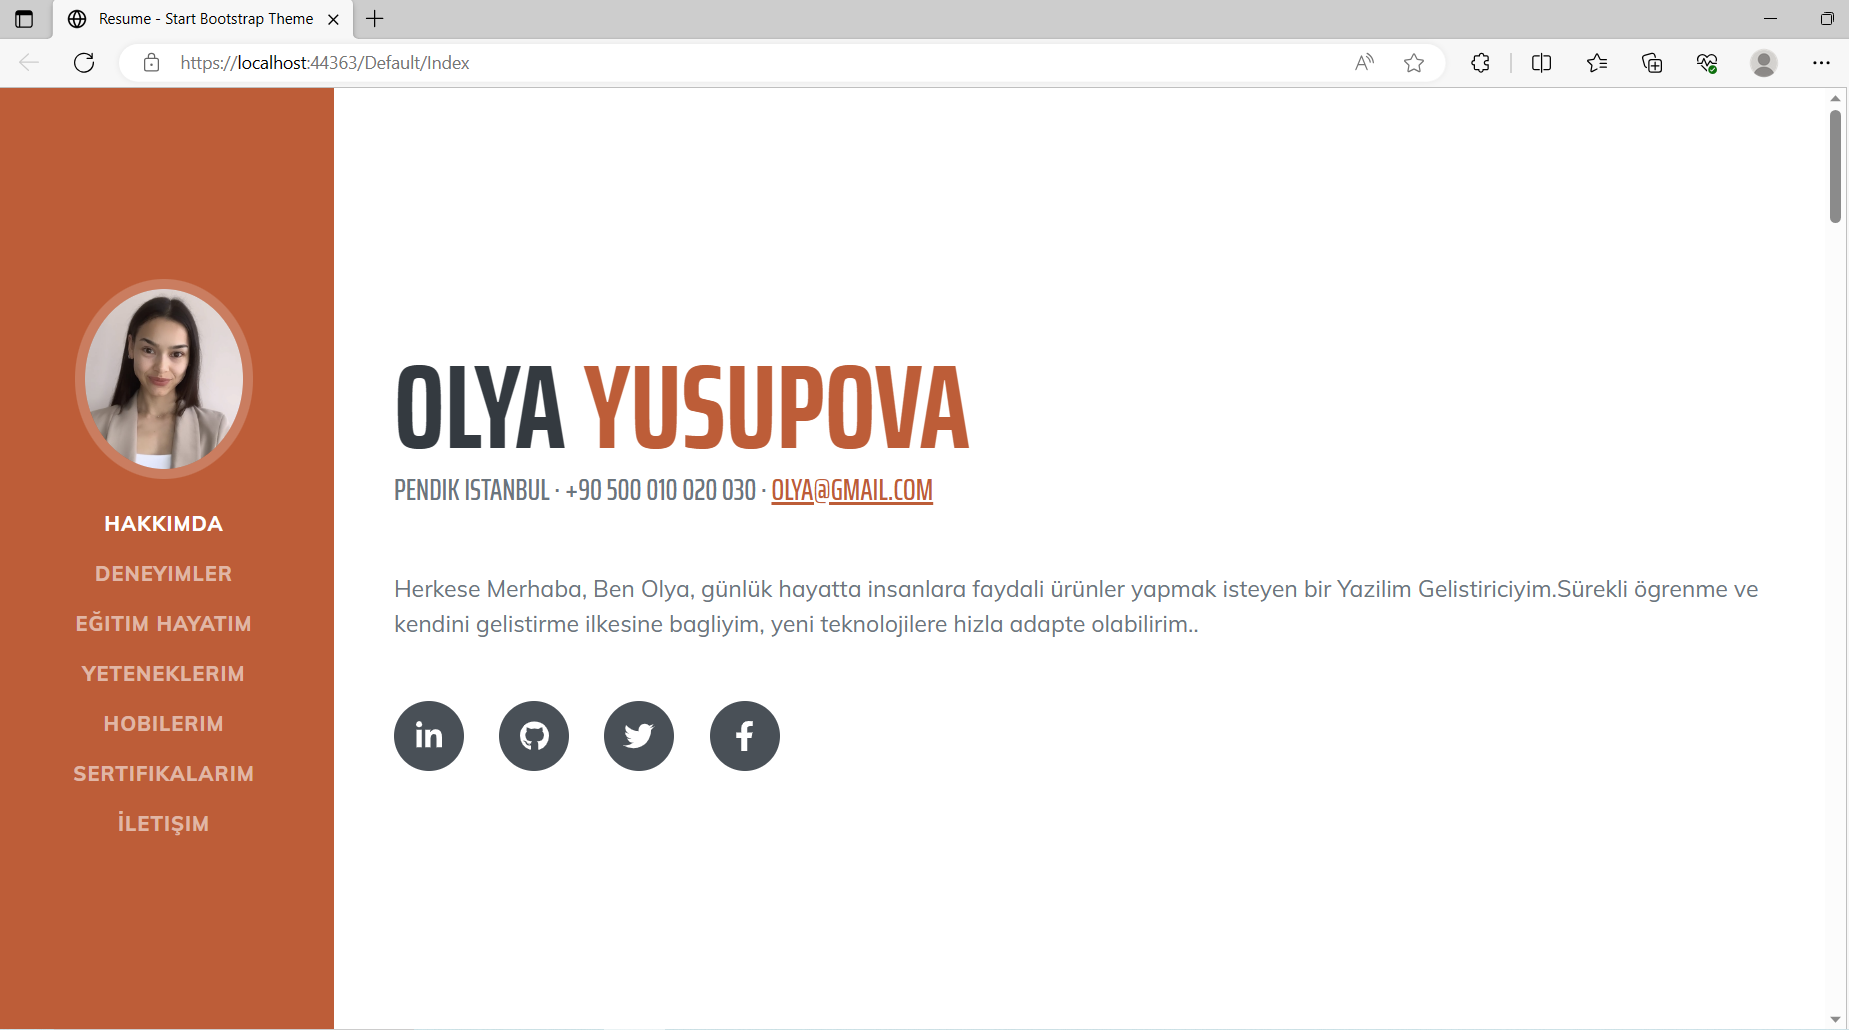 Resume - Start Bootstrap Theme
https://localhost:44363/Default/Index
HAKKIMDA
DENEYIMLER
EĞITIM HAYATIM
YETENEKLERIM
HOBILERIM
SERTIFIKALARIM
İLETIŞIM
OLYA YUSUPOVA
PENDIK ISTANBUL · +90 500 010 020 030 · OLYA@GMAIL.COM
Herkese Merhaba, Ben Olya, günlük hayatta insanlara faydali ürünler yapmak isteyen bir Yazilim Gelistiriciyim.Sürekli ögrenme ve
kendini gelistirme ilkesine bagliyim, yeni teknolojilere hizla adapte olabilirim..